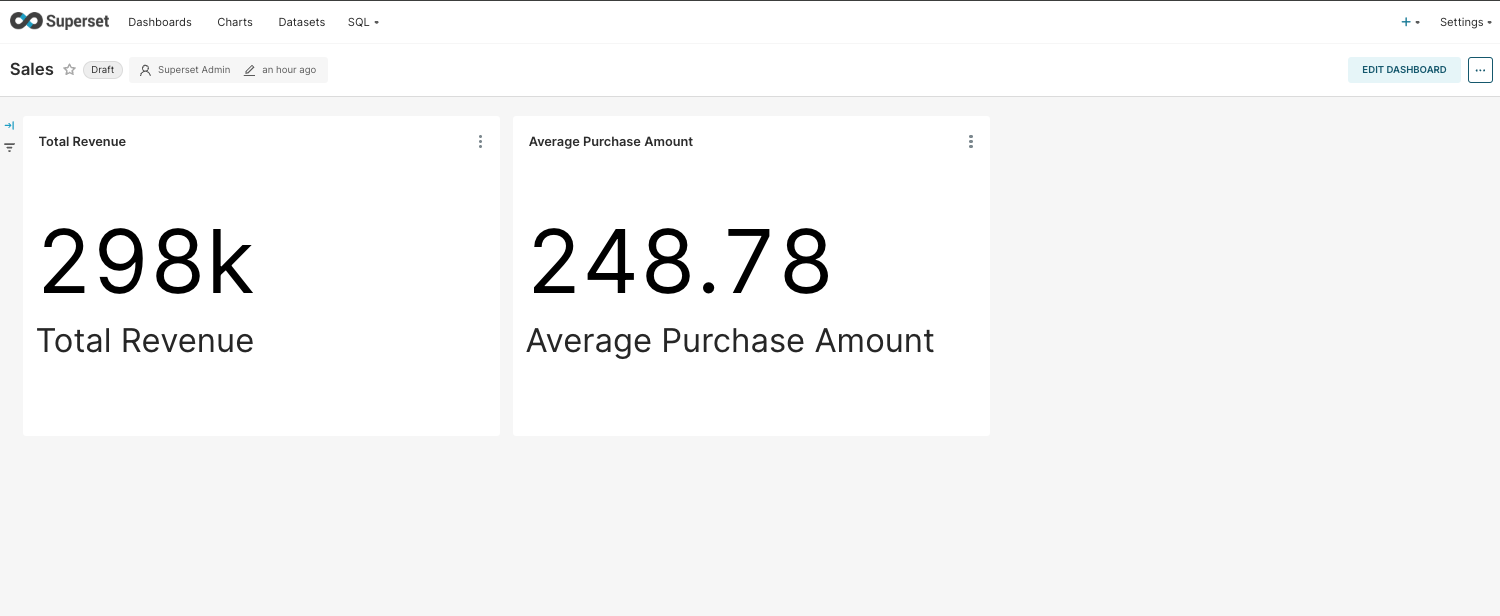 Superset Dashboards Charts Datasets SQL Settings
Sales Draft Superset Admin an hour ago EDIT DASHBOARD ...
Total Revenue
298k
Total Revenue
Average Purchase Amount
248.78
Average Purchase Amount